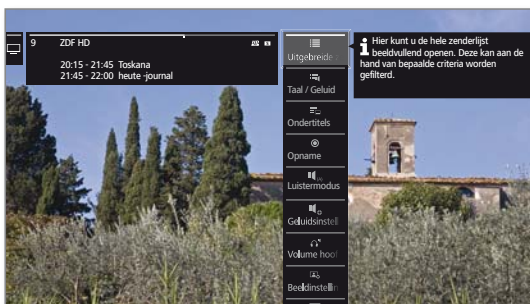 9 ZDF HD
20:15 - 21:45 Toskana
21:45 - 22:00 heute -journal
Uitgebreide z
Taal / Geluid
Ondertitels
Opname
Luistermodus
Geluidsinstell
Volume hoof
Beeldinstellin
Hier kunt u de hele zenderlijst
beeldvullend openen. Deze kan aan de
hand van bepaalde criteria worden
gefilterd.